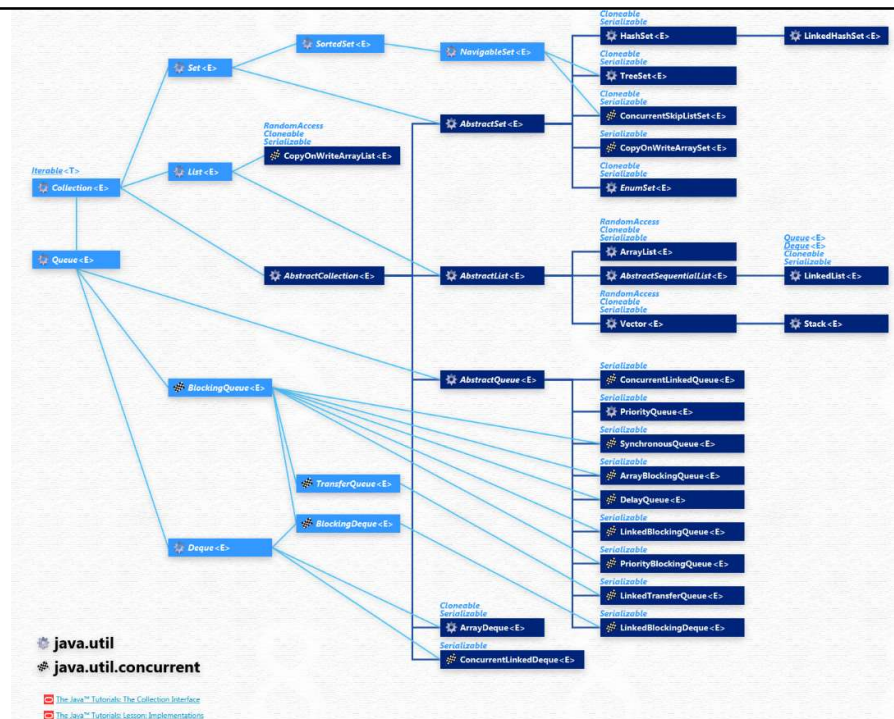 Cloneable
Serializable
HashSet<E>
LinkedHashSet<E>
SortedSet<E>
NavigableSet<E>
Set<E>
Cloneable
Serializable
TreeSet<E>
Cloneable
Serializable
ConcurrentSkipListSet<E>
AbstractSet<E>
RandomAccess
Cloneable
Serializable
CopyOnWriteArrayList<E>
Serializable
CopyOnWriteArraySet<E>
Iterable<T>
Collection<E>
List<E>
Cloneable
Serializable
EnumSet<E>
RandomAccess
Cloneable
Serializable
ArrayList<E>
Queue<E>
Deque<E>
Cloneable
Serializable
LinkedList<E>
Queue<E>
AbstractCollection<E>
AbstractList<E>
AbstractSequentialList<E>
RandomAccess
Cloneable
Serializable
Vector<E>
Stack<E>
BlockingQueue<E>
AbstractQueue<E>
Serializable
ConcurrentLinkedQueue<E>
Serializable
PriorityQueue<E>
Serializable
SynchronousQueue<E>
Serializable
ArrayBlockingQueue<E>
TransferQueue<E>
DelayQueue<E>
BlockingDeque<E>
Serializable
LinkedBlockingQueue<E>
Deque<E>
Serializable
PriorityBlockingQueue<E>
Serializable
LinkedTransferQueue<E>
Cloneable
Serializable
ArrayDeque<E>
Serializable
LinkedBlockingDeque<E>
Serializable
ConcurrentLinkedDeque<E>
java.util
java.util.concurrent
The Java™ Tutorials: The Collection Interface
The Java™ Tutorials: Lesson: Implementations